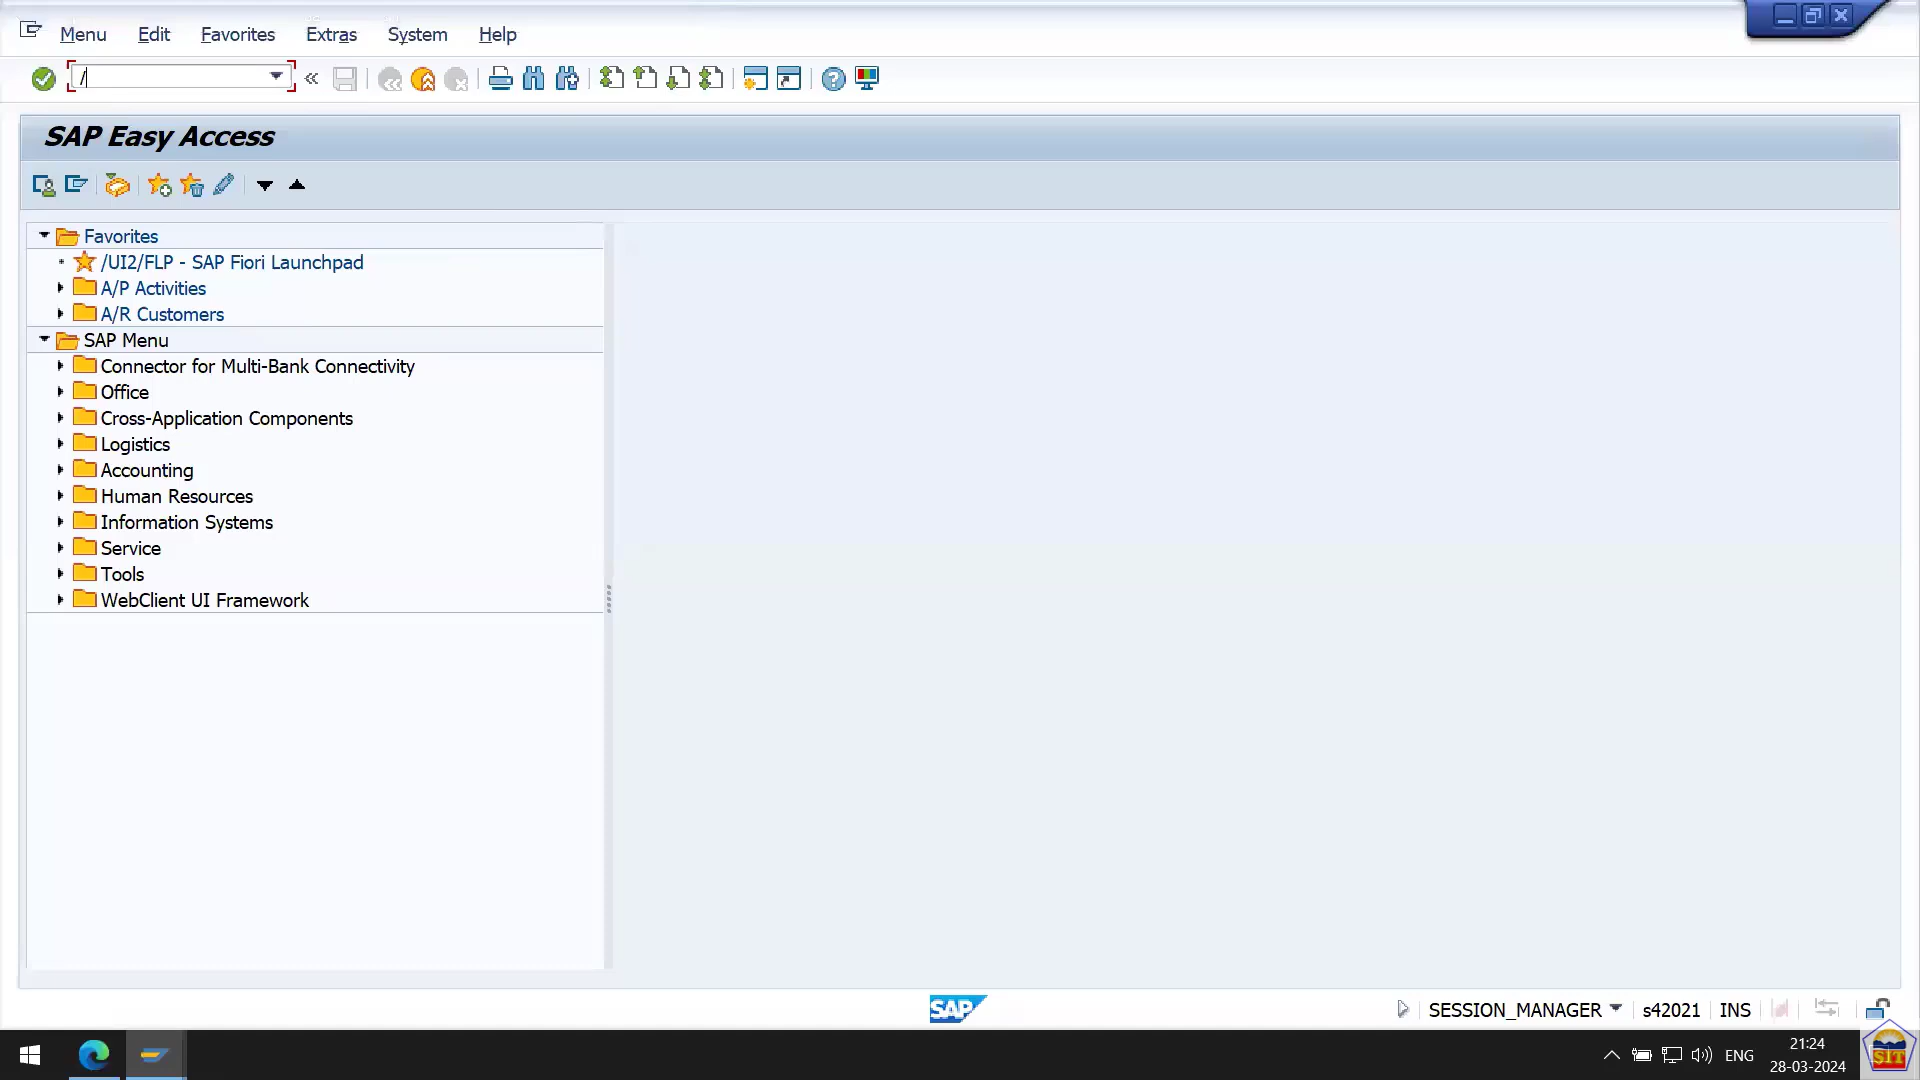 Menu Edit Favorites Extras System Help
/
SAP Easy Access
Favorites
/UI2/FLP - SAP Fiori Launchpad
A/P Activities
A/R Customers
SAP Menu
Connector for Multi-Bank Connectivity
Office
Cross-Application Components
Logistics
Accounting
Human Resources
Information Systems
Service
Tools
WebClient UI Framework
SAP SESSION_MANAGER s42021 INS
ENG 21:24
28-03-2024
SIT